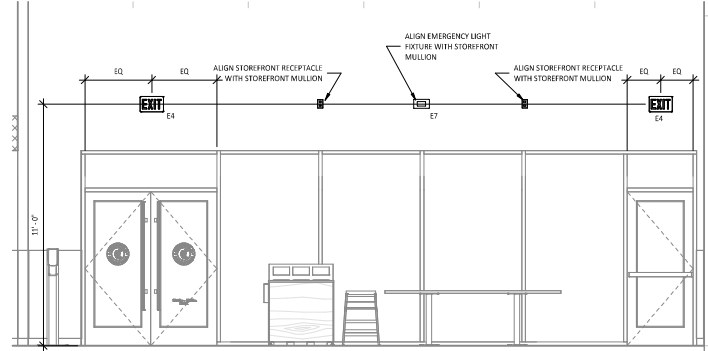 ALIGN EMERGENCY LIGHT
FIXTURE WITH STOREFRONT
MULLION
EQ
EQ
ALIGN STOREFRONT RECEPTACLE
WITH STOREFRONT MULLION
ALIGN STOREFRONT RECEPTACLE
WITH STOREFRONT MULLION
EQ
EQ
EXIT
E4
E7
EXIT
E4
11'-0"